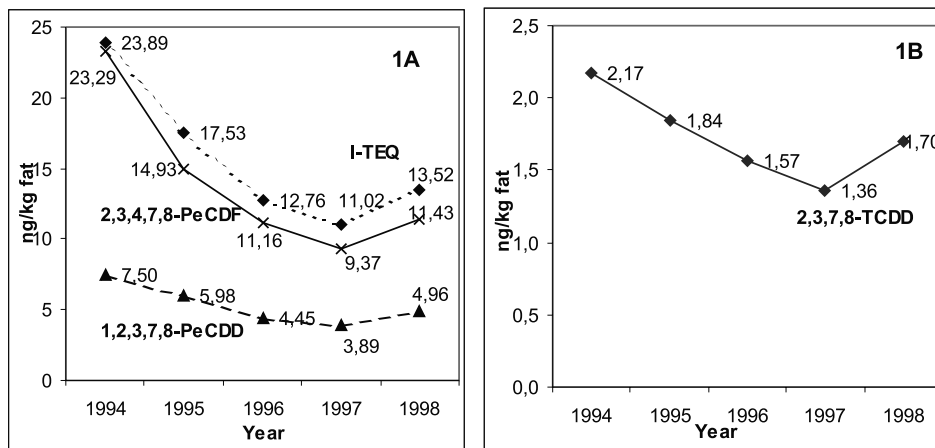 1A
ng/kg fat
25
20
15
10
5
0
23,89
23,29
17,53
14,93
I-TEQ
12,76
11,02
13,52
2,3,4,7,8-PeCDF
11,16
9,37
11,43
7,50
5,98
4,45
3,89
4,96
1,2,3,7,8-PeCDD
1994 1995 1996 1997 1998
Year
1B
ng/kg fat
2,5
2,0
1,5
1,0
0,5
0,0
2,17
1,84
1,57
1,36
1,70
2,3,7,8-TCDD
1994 1995 1996 1997 1998
Year